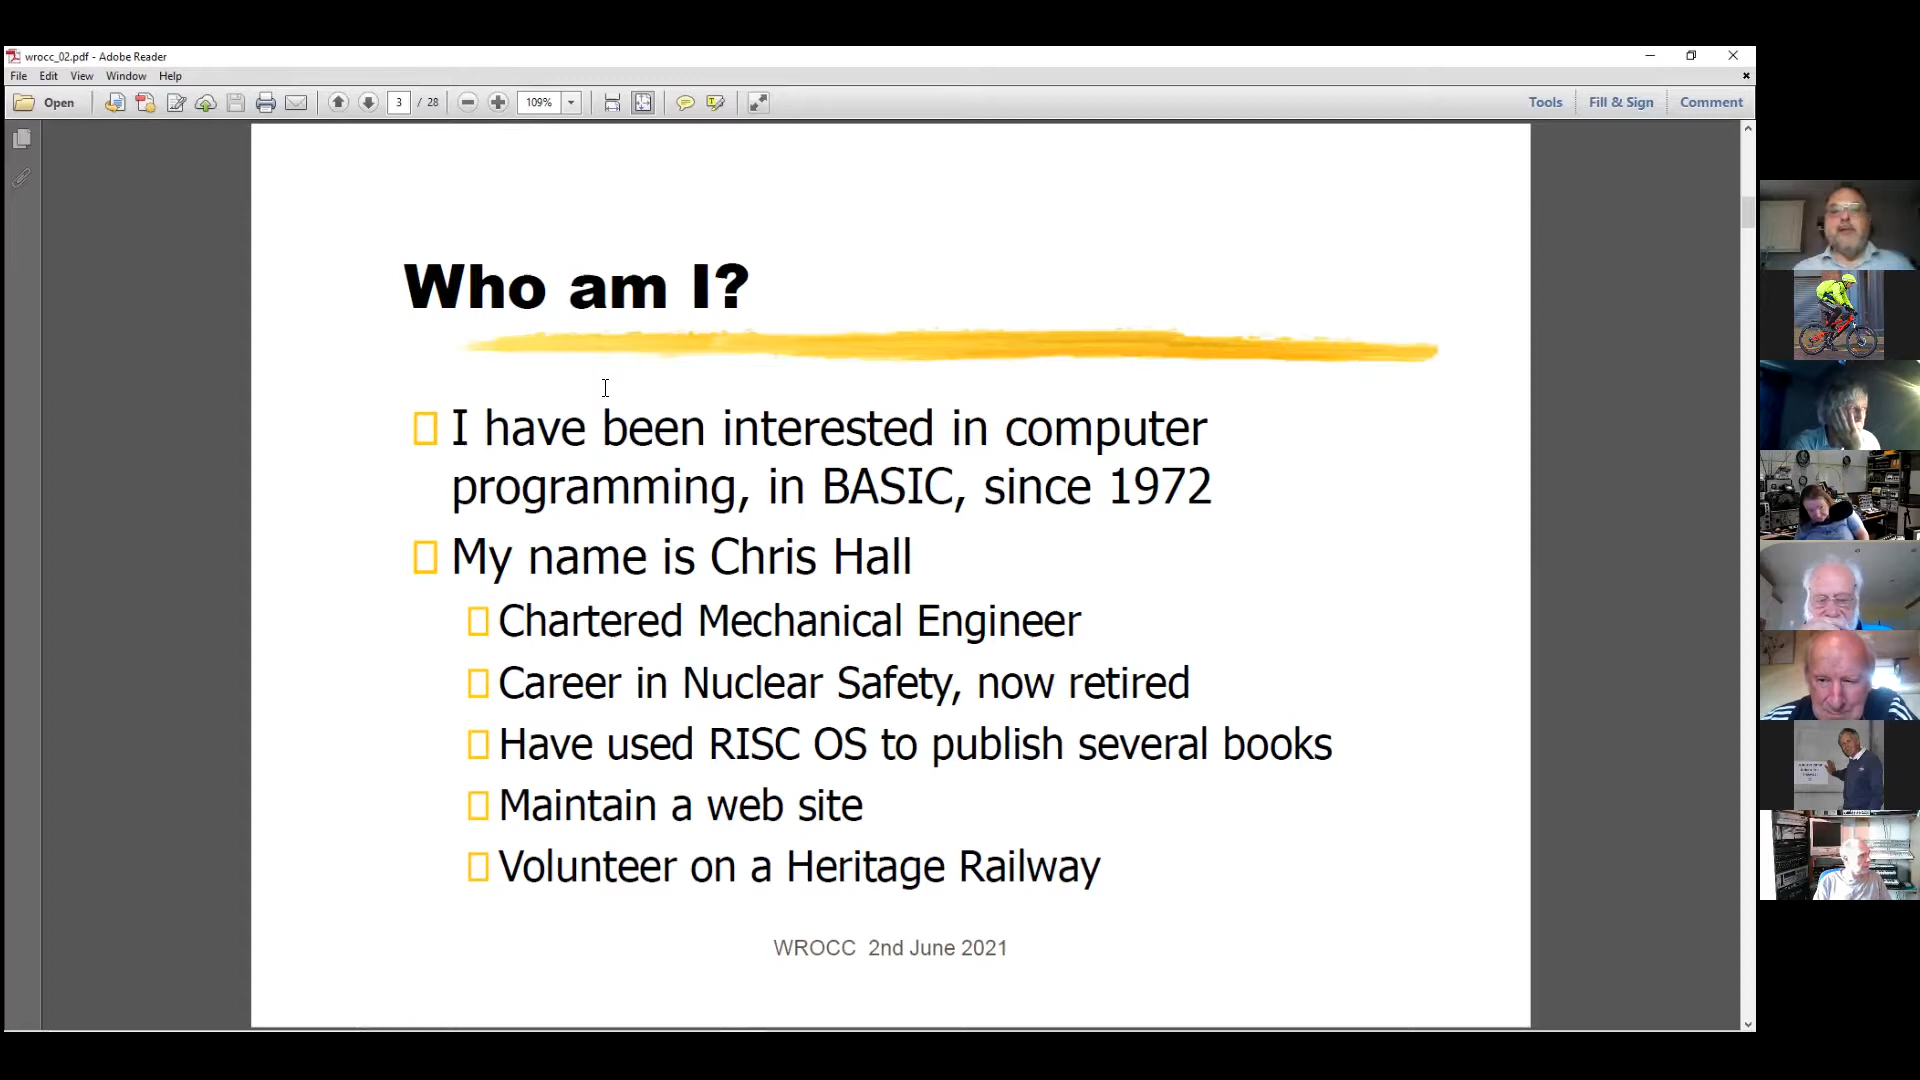 wrocc_02.pdf - Adobe Reader
File Edit View Window Help
Open 3 / 28 109% Tools Fill & Sign Comment
Who am I?
I have been interested in computer
programming, in BASIC, since 1972
My name is Chris Hall
Chartered Mechanical Engineer
Career in Nuclear Safety, now retired
Have used RISC OS to publish several books
Maintain a web site
Volunteer on a Heritage Railway
WROCC 2nd June 2021